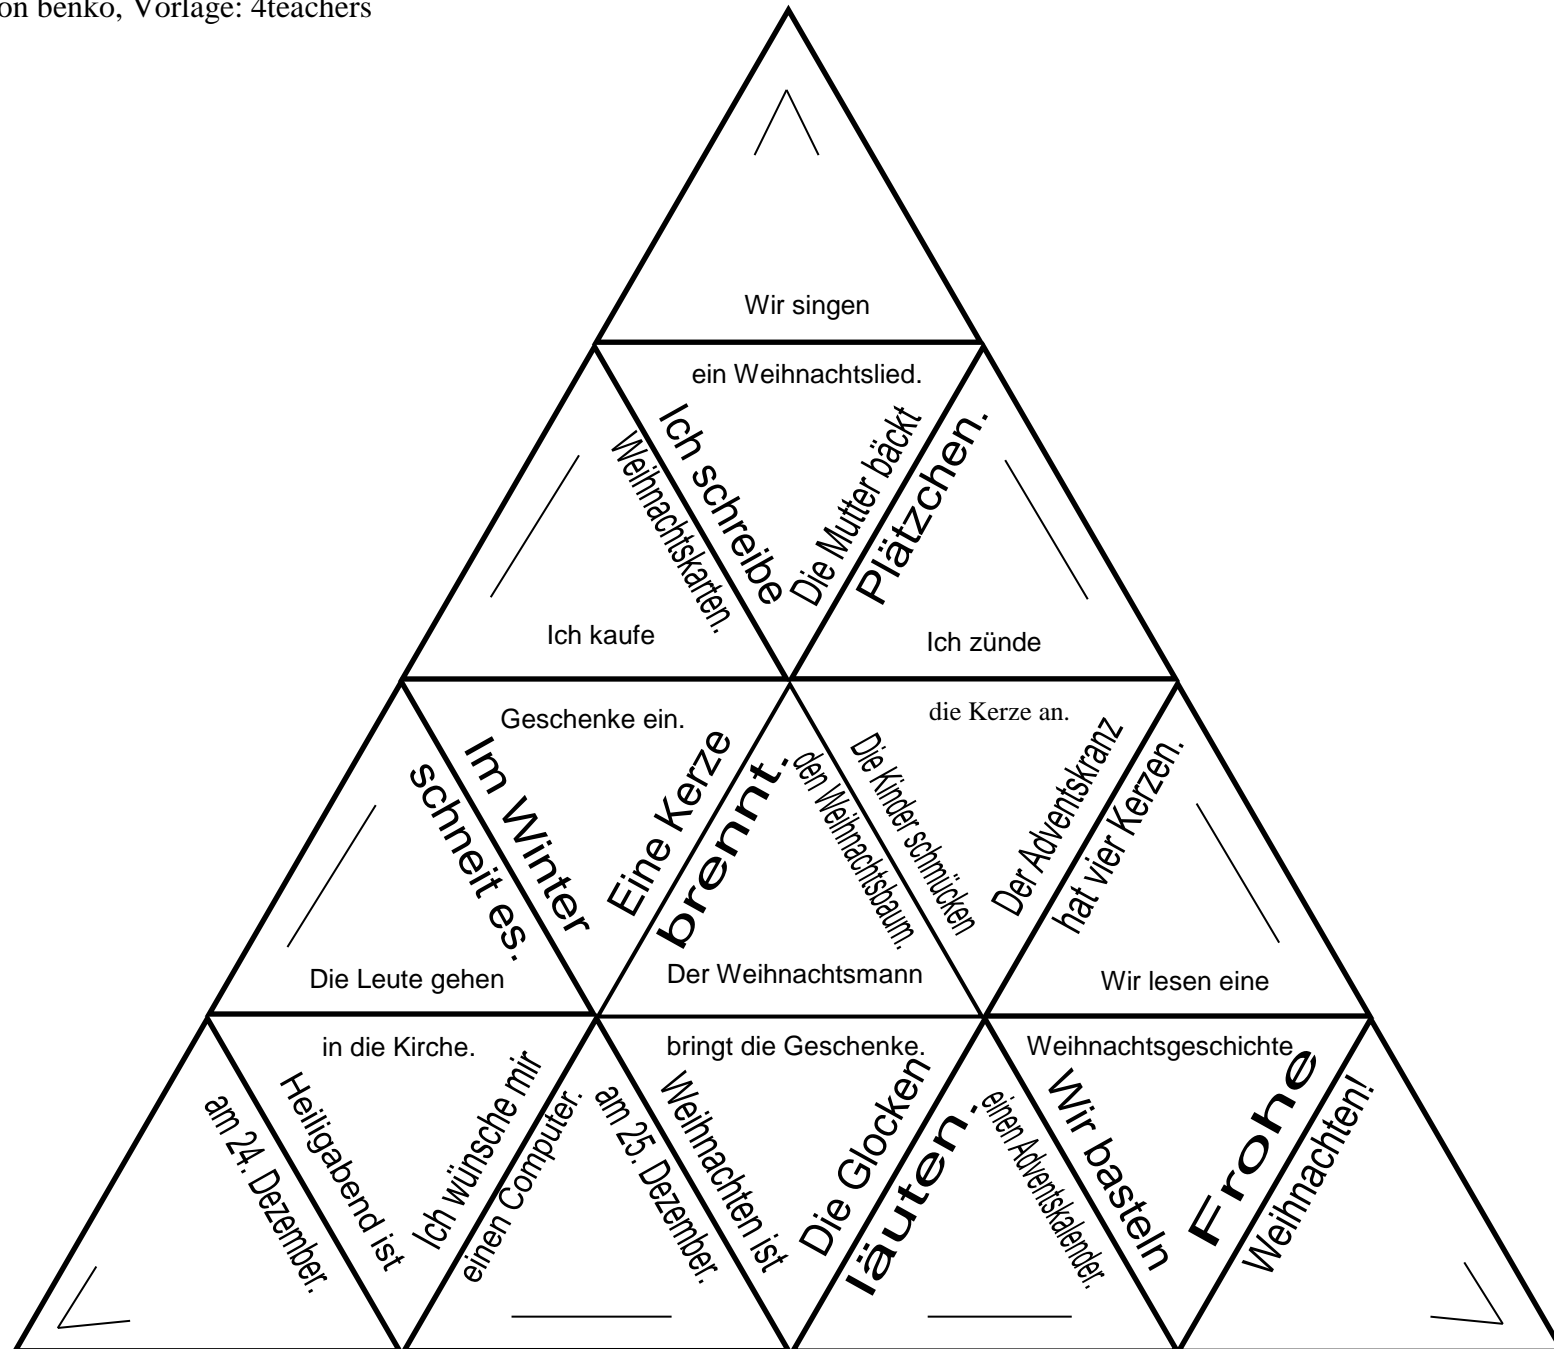 on benko, Vorlage: 4teachers
Wir singen
ein Weihnachtslied.
Ich schreibe
Weihnachtskarten.
Die Mutter bäckt
Plätzchen.
Ich kaufe
Ich zünde
Geschenke ein.
die Kerze an.
Im Winter
schneit es.
Eine Kerze
brennt.
Die Kinder schmücken
den Weihnachtsbaum.
Der Adventskranz
hat vier Kerzen.
Die Leute gehen
Der Weihnachtsmann
Wir lesen eine
in die Kirche.
bringt die Geschenke.
Weihnachtsgeschichte
Heiligabend ist
am 24. Dezember.
Ich wünsche mir
einen Computer.
Weihnachten ist
am 25. Dezember.
Die Glocken
läuten.
Wir basteln
einen Adventskalender.
Frohe
Weihnachten!